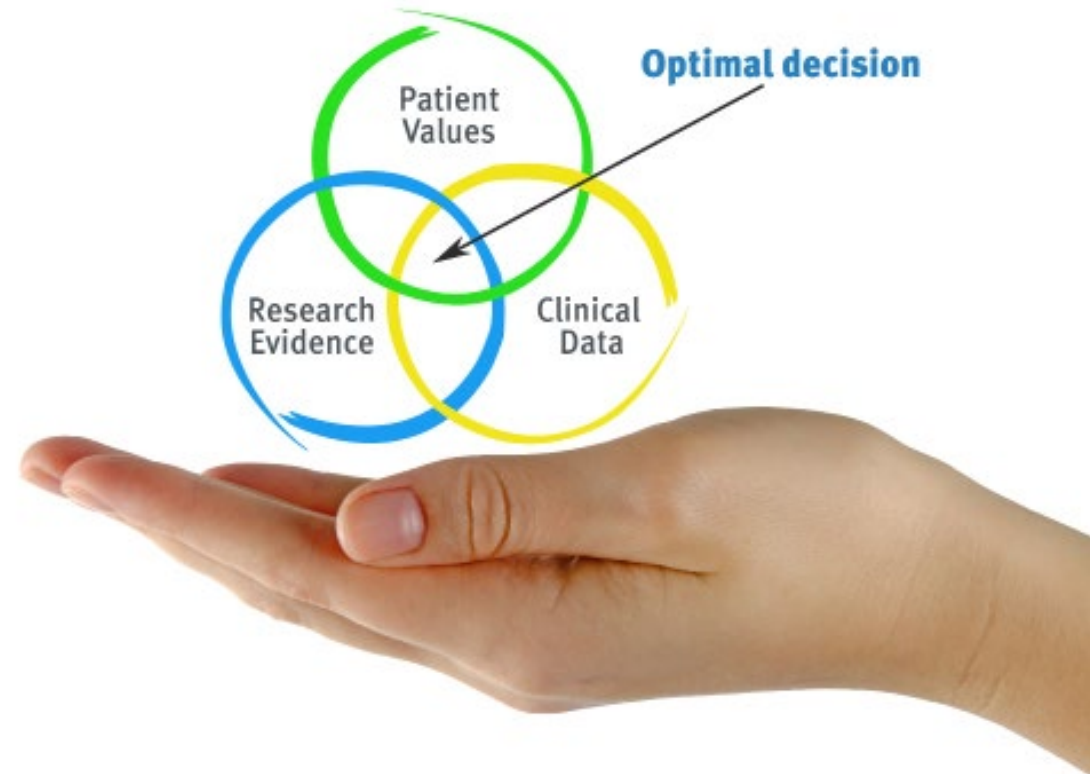 Optimal decision
Patient
Values
Research
Evidence
Clinical
Data